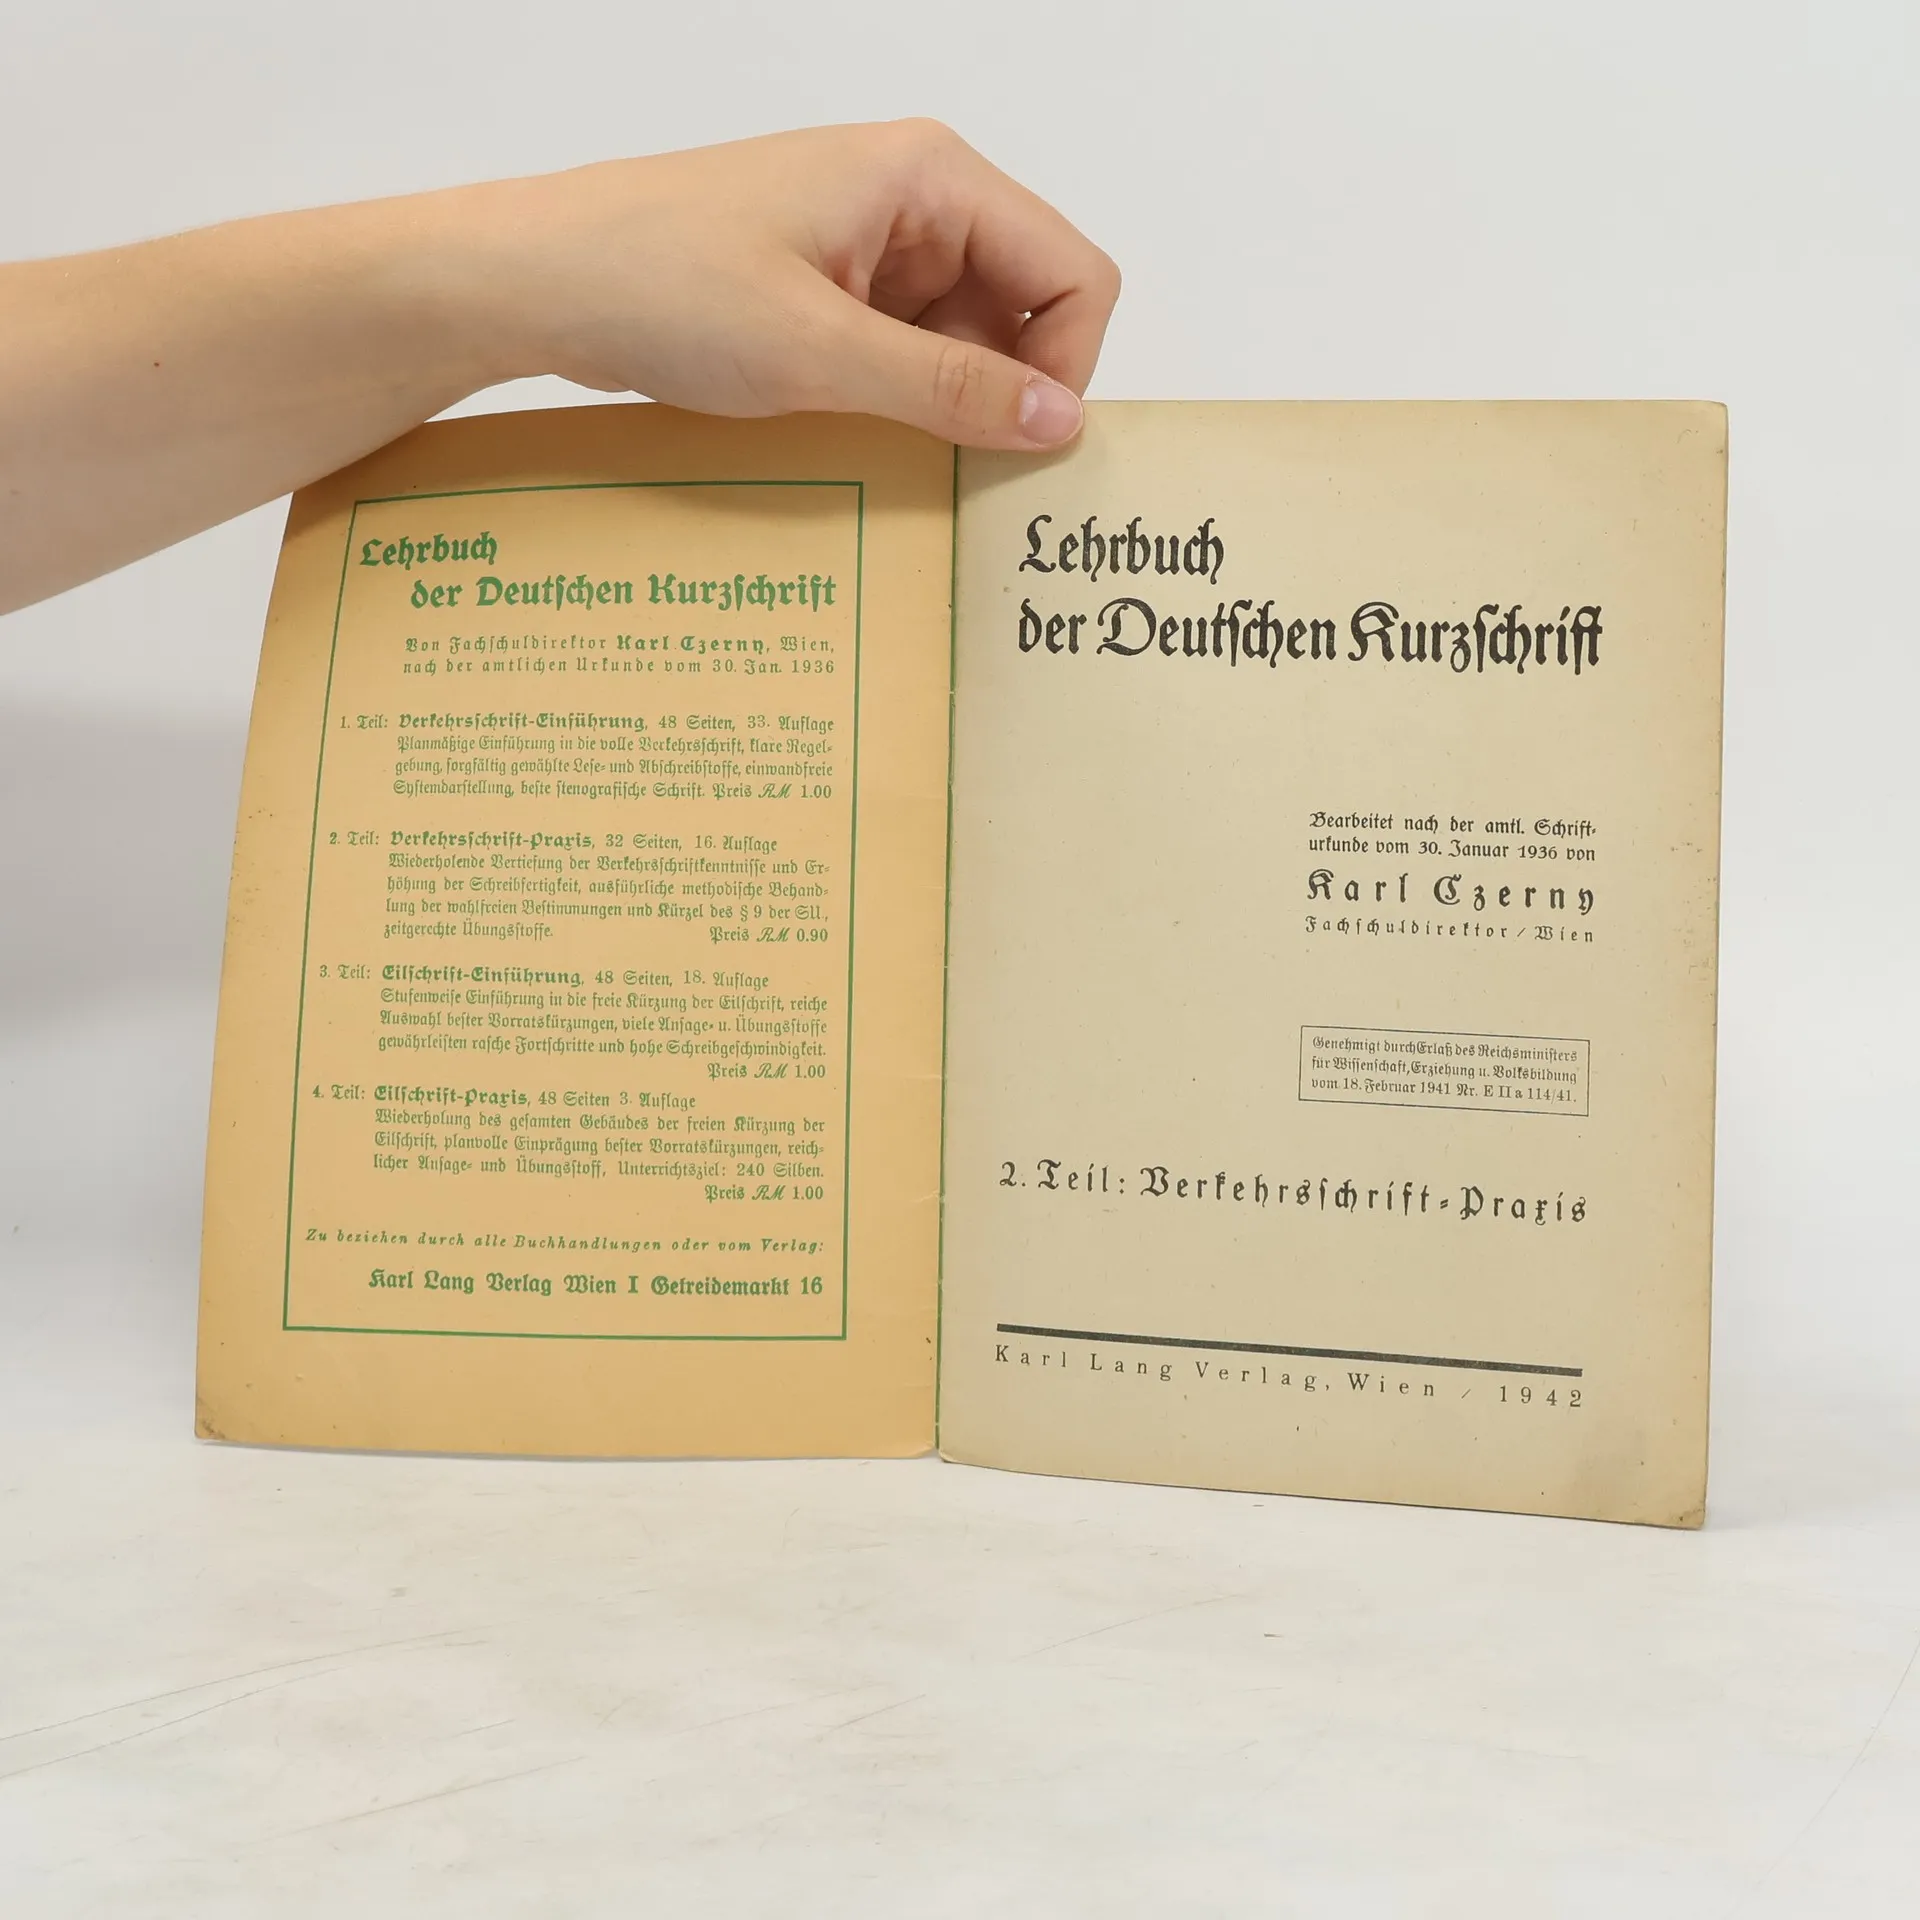 Lehrbuch
der Deutschen Kurzschrift
Von Fachschuldirektor Karl Czerny, Wien,
nach der amtlichen Urkunde vom 30. Jan. 1936
1. Teil: Verkehrsschrift-Einführung, 48 Seiten, 33. Auflage
Planmäßige Einführung in die volle Verkehrsschrift, klare Regel-
gebung, sorgfältig gewählte Lese- und Abschreibstoffe, einwandfreie
Systemdarstellung, beste stenografische Schrift. Preis RM 1.00
2. Teil: Verkehrsschrift-Praxis, 32 Seiten, 16. Auflage
Wiederholende Vertiefung der Verkehrsschriftkenntnisse und Er-
höhung der Schreibfertigkeit, ausführliche methodische Behand-
lung der wahlfreien Bestimmungen und Kürzel des § 9 der SU.,
zeitgerechte Übungsstoffe. Preis RM 0.90
3. Teil: Eilschrift-Einführung, 48 Seiten, 18. Auflage
Stufenweise Einführung in die freie Kürzung der Eilschrift, reiche
Auswahl bester Vorratskürzungen, viele Ansage- u. Übungsstoffe
gewährleisten rasche Fortschritte und hohe Schreibgeschwindigkeit.
Preis RM 1.00
4. Teil: Eilschrift-Praxis, 48 Seiten 3. Auflage
Wiederholung des gesamten Gebäudes der freien Kürzung der
Eilschrift, planvolle Einprägung bester Vorratskürzungen, reich-
licher Ansage- und Übungsstoff, Unterrichtsziel: 240 Silben.
Preis RM 1.00
Zu beziehen durch alle Buchhandlungen oder vom Verlag:
Karl Lang Verlag Wien I Getreidemarkt 16
Lehrbuch
der Deutschen Kurzschrift
Bearbeitet nach der amtl. Schrift-
urkunde vom 30. Januar 1936 von
Karl Czerny
Fachschuldirektor / Wien
Genehmigt durch Erlaß des Reichsministers
für Wissenschaft, Erziehung u. Volksbildung
vom 18. Februar 1941 Nr. E II a 114/41.
2. Teil: Verkehrsschrift-Praxis
Karl Lang Verlag, Wien / 1942